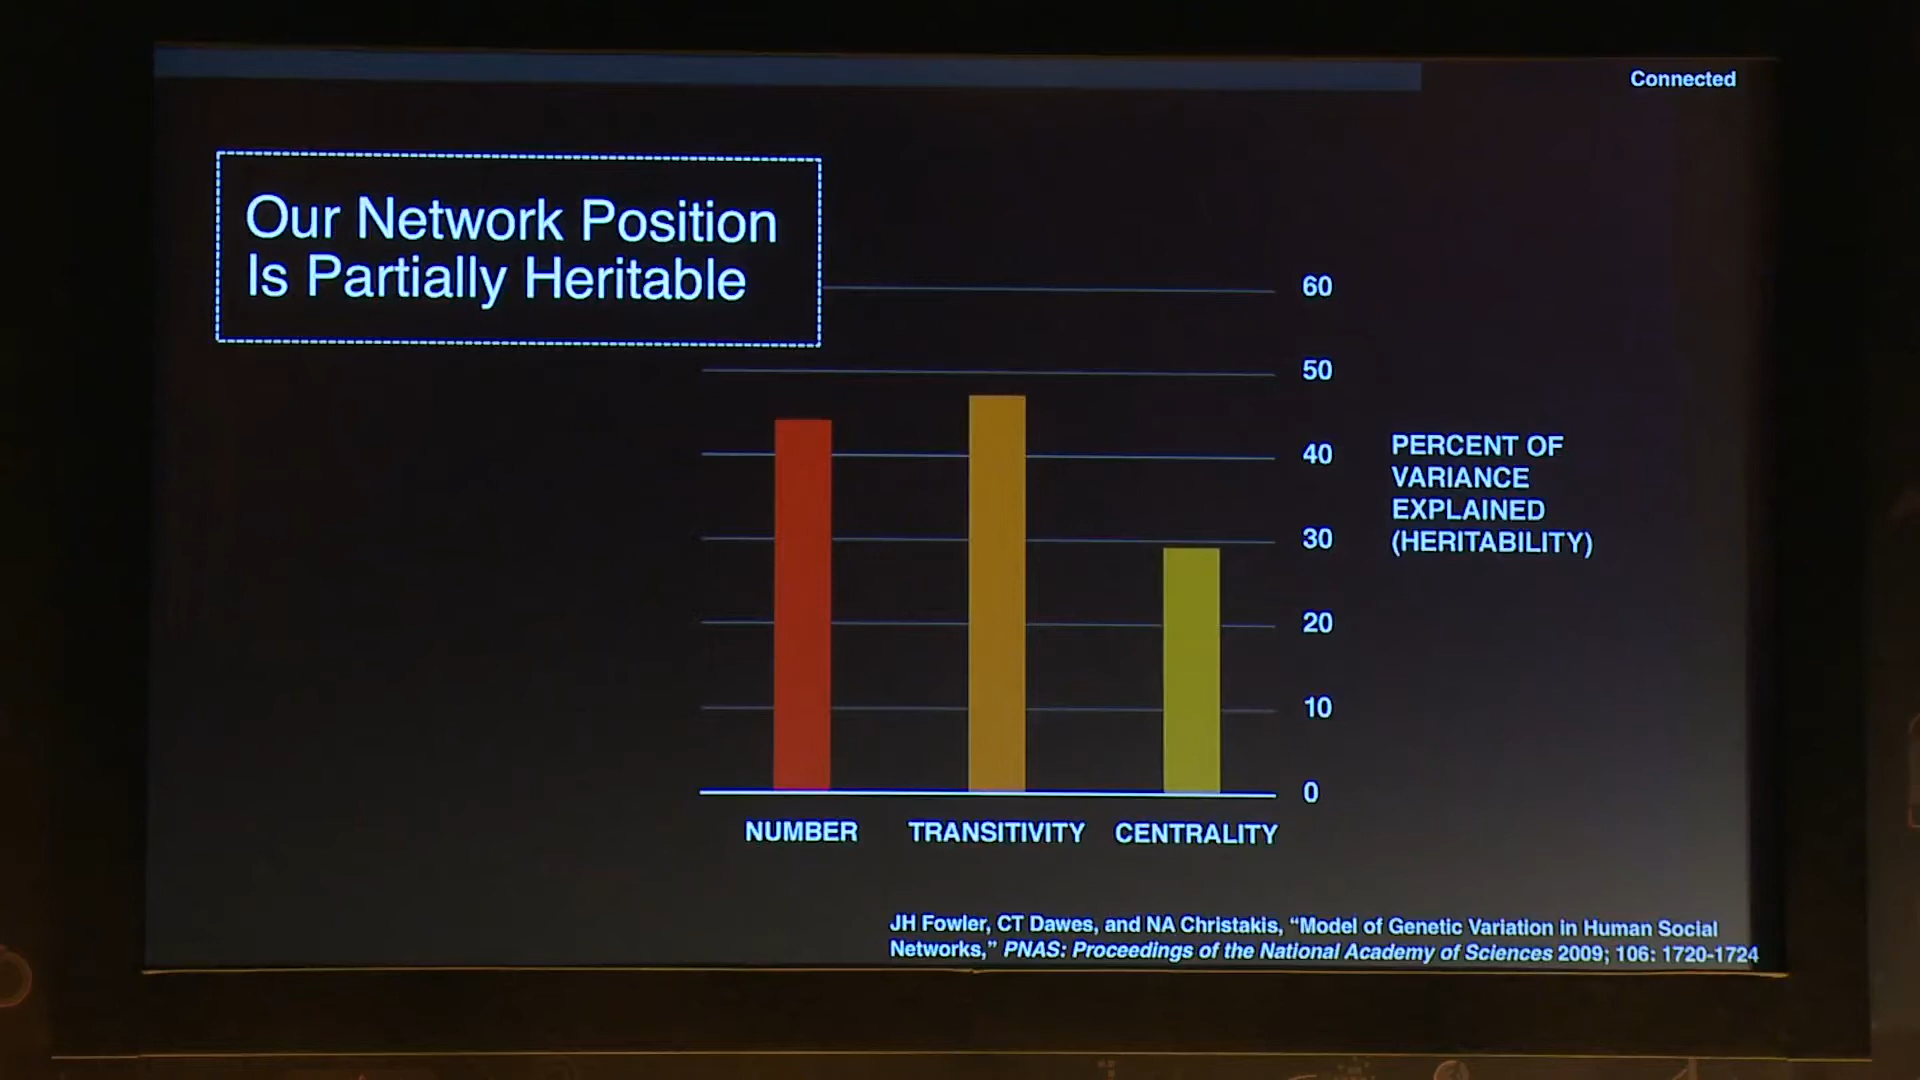 Connected
Our Network Position
Is Partially Heritable
60
50
40
30
20
10
0
PERCENT OF
VARIANCE
EXPLAINED
(HERITABILITY)
NUMBER TRANSITIVITY CENTRALITY
JH Fowler, CT Dawes, and NA Christakis, “Model of Genetic Variation in Human Social
Networks,” PNAS: Proceedings of the National Academy of Sciences 2009; 106: 1720-1724